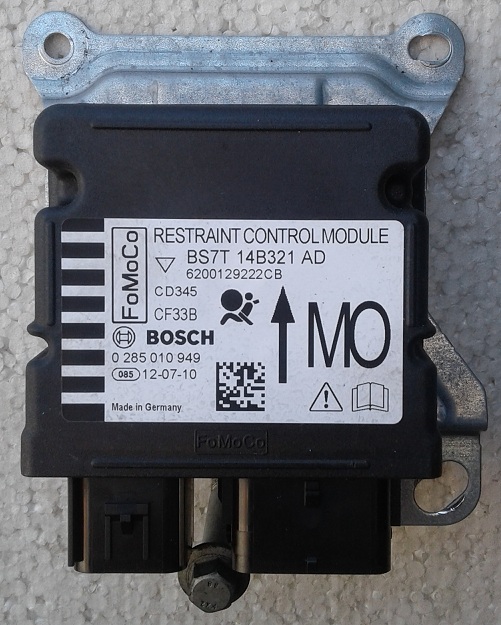 FoMoCo
RESTRAINT CONTROL MODULE
BS7T 14B321 AD
6200129222CB
CD345
CF33B
BOSCH
0 285 010 949
085 12-07-10
Made in Germany
MO
FoMoCo